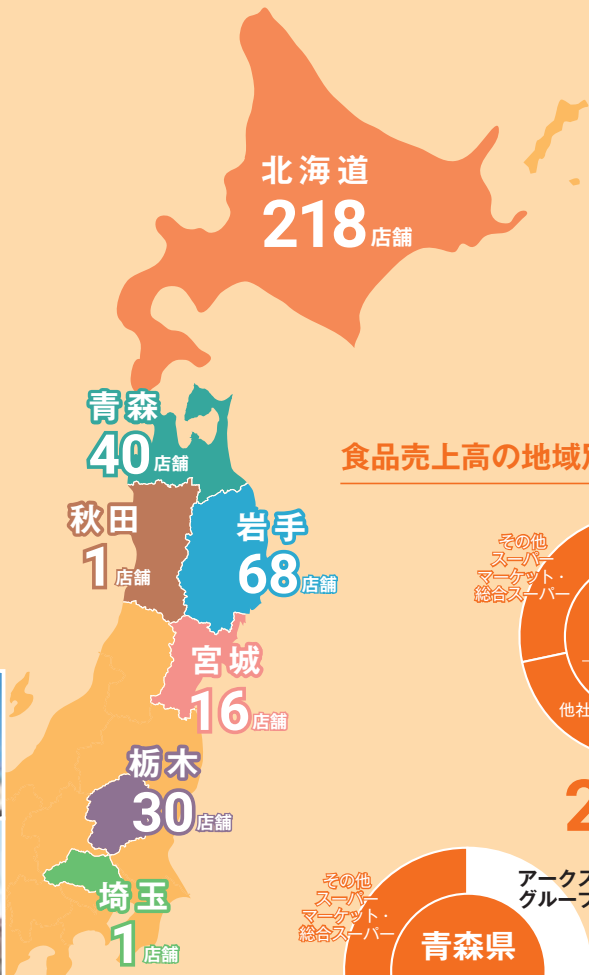 北海道
218店舗
青森
40店舗
秋田
1店舗
岩手
68店舗
宮城
16店舗
栃木
30店舗
埼玉
1店舗
食品売上高の地域
その他
スーパー
マーケット・
総合スーパー
他社
2
その他
スーパー
マーケット・
総合スーパー
アークス
グループ
青森県